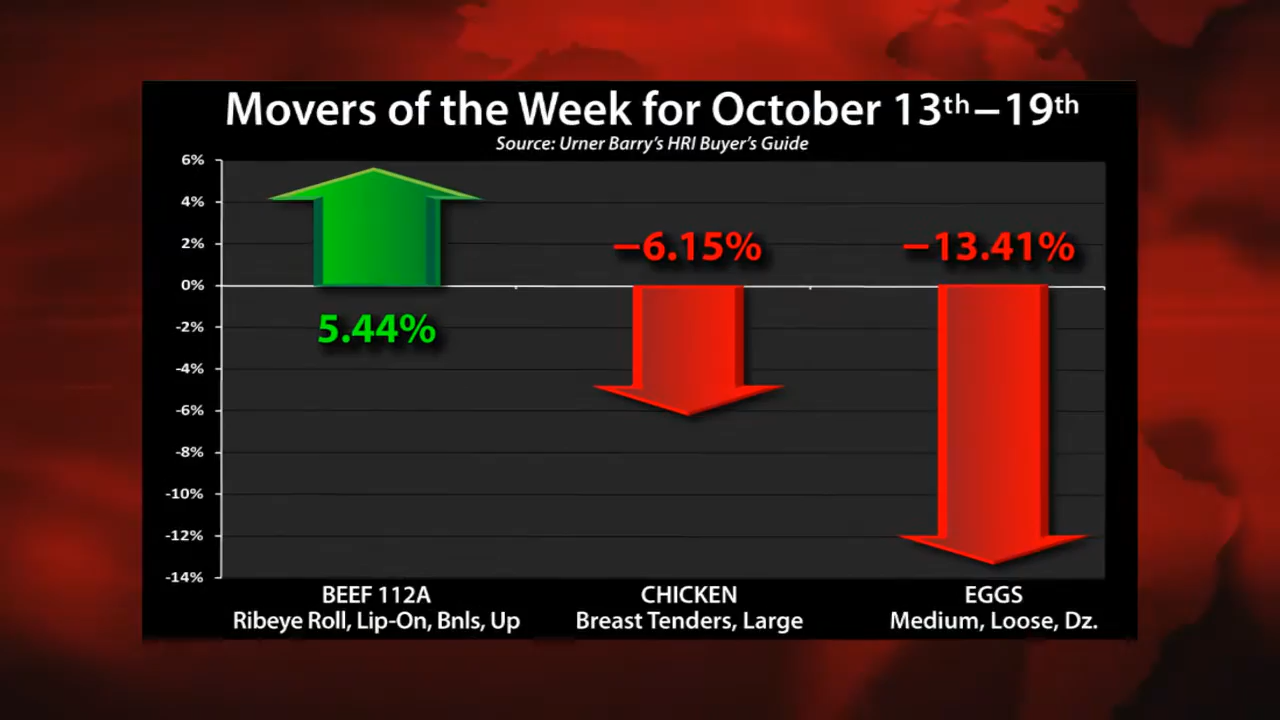 Movers of the Week for October 13th–19th
Source: Urner Barry's HRI Buyer's Guide
6%
4%
2%
0%
-2%
-4%
-6%
-8%
-10%
-12%
-14%
5.44%
–6.15%
–13.41%
BEEF 112A
Ribeye Roll, Lip-On, Bnls, Up
CHICKEN
Breast Tenders, Large
EGGS
Medium, Loose, Dz.